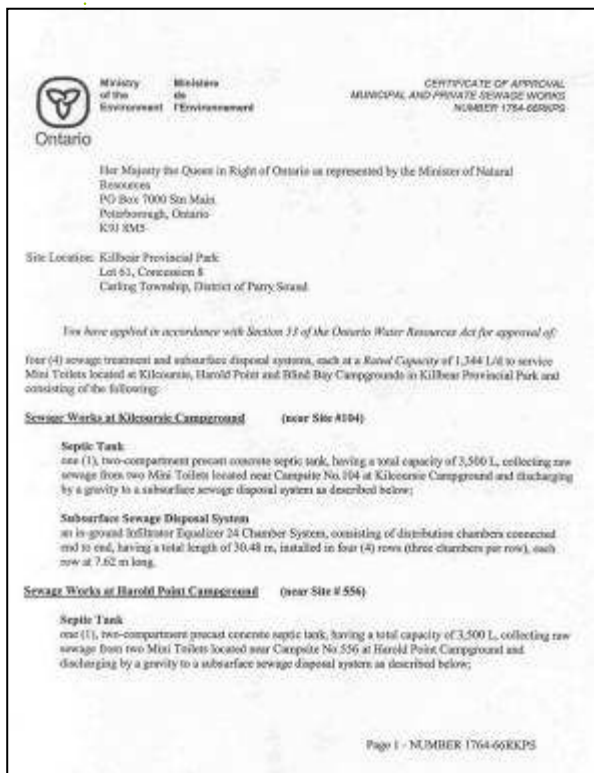 Ministry Ministère
of the de
Environment l'Environnement
Ontario
CERTIFICATE OF APPROVAL
MUNICIPAL AND PRIVATE SEWAGE WORKS
NUMBER 1764-66RKPS
Her Majesty the Queen in Right of Ontario as represented by the Minister of Natural
Resources
PO Box 7000 Stn Main
Peterborough, Ontario
K9J 8M5
Site Location: Killbear Provincial Park
Lot 61, Concession 8
Carling Township, District of Parry Sound
You have applied in accordance with Section 53 of the Ontario Water Resources Act for approval of:
four (4) sewage treatment and subsurface disposal systems, each at a Rated Capacity of 1,344 L/d to service
Mini Toilets located at Kilcoursie, Harold Point and Blind Bay Campgrounds in Killbear Provincial Park and
consisting of the following:
Sewage Works at Kilcoursie Campground (near Site #104)
Septic Tank
one (1), two-compartment precast concrete septic tank, having a total capacity of 3,500 L, collecting raw
sewage from two Mini Toilets located near Campsite No.104 at Kilcoursie Campground and discharging
by a gravity to a subsurface sewage disposal system as described below;
Subsurface Sewage Disposal System
an in-ground Infiltrator Equalizer 24 Chamber System, consisting of distribution chambers connected
end to end, having a total length of 30.48 m, installed in four (4) rows (three chambers per row), each
row at 7.62 m long.
Sewage Works at Harold Point Campground (near Site # 556)
Septic Tank
one (1), two-compartment precast concrete septic tank, having a total capacity of 3,500 L, collecting raw
sewage from two Mini Toilets located near Campsite No.556 at Harold Point Campground and
discharging by a gravity to a subsurface sewage disposal system as described below;
Page 1 - NUMBER 1764-66RKPS